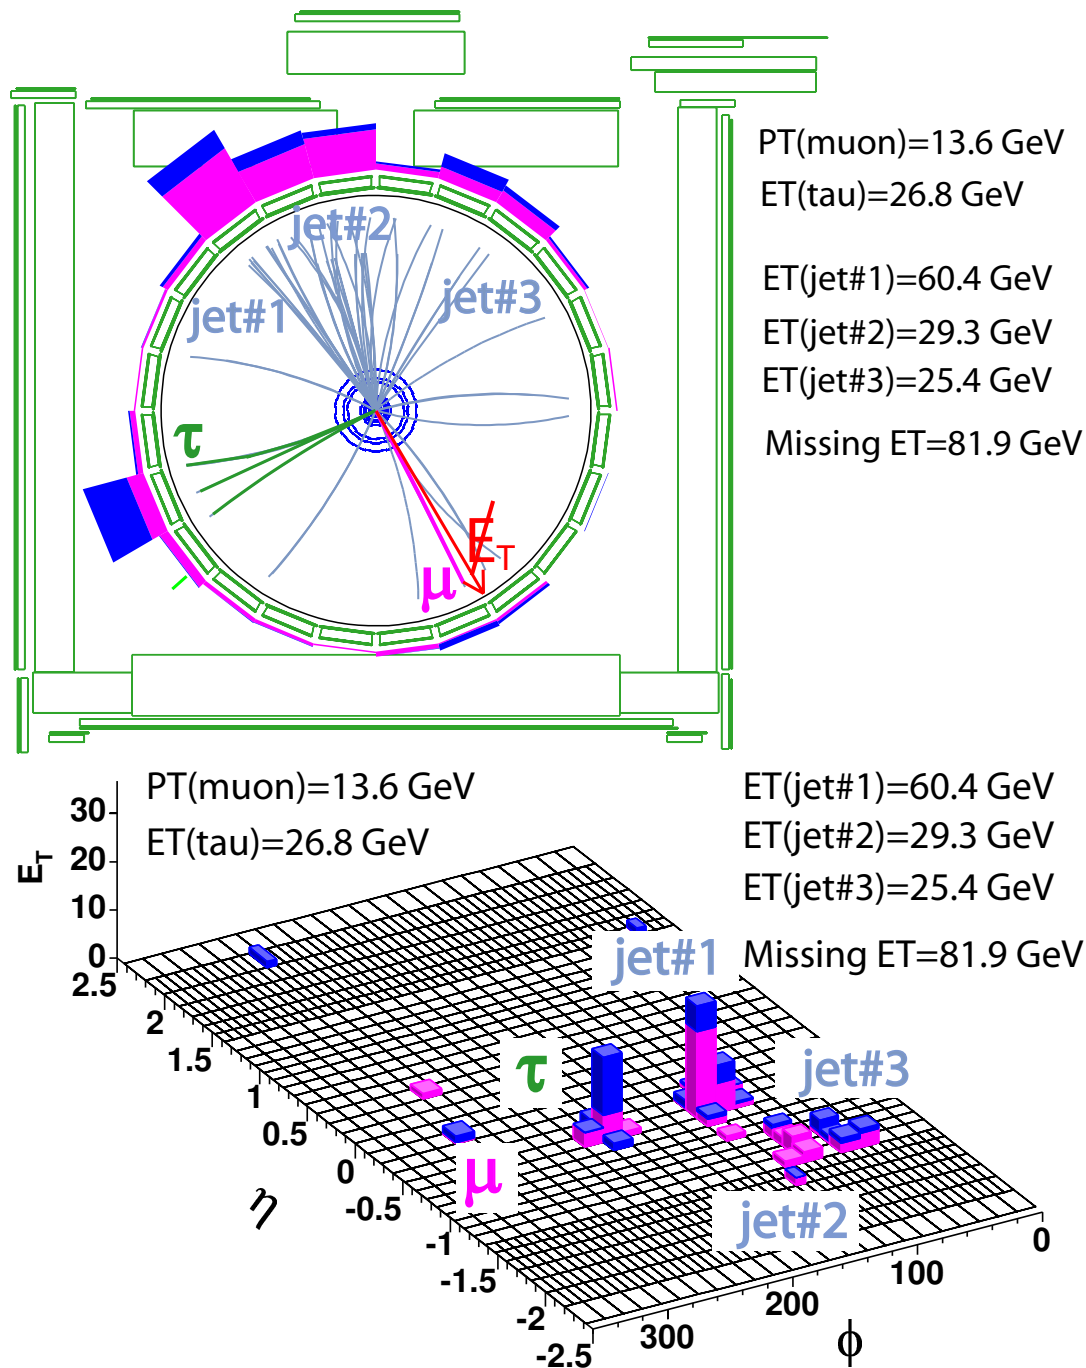 PT(muon)=13.6 GeV
ET(tau)=26.8 GeV
ET(jet#1)=60.4 GeV
ET(jet#2)=29.3 GeV
ET(jet#3)=25.4 GeV
Missing ET=81.9 GeV
jet#2
jet#1
jet#3
τ
E̸T
μ
PT(muon)=13.6 GeV
ET(tau)=26.8 GeV
ET(jet#1)=60.4 GeV
ET(jet#2)=29.3 GeV
ET(jet#3)=25.4 GeV
Missing ET=81.9 GeV
ET
30
20
10
0
2.5
2
1.5
1
0.5
0
-0.5
-1
-1.5
-2
-2.5
η
jet#1
τ
jet#3
μ
jet#2
300
200
100
0
ϕ